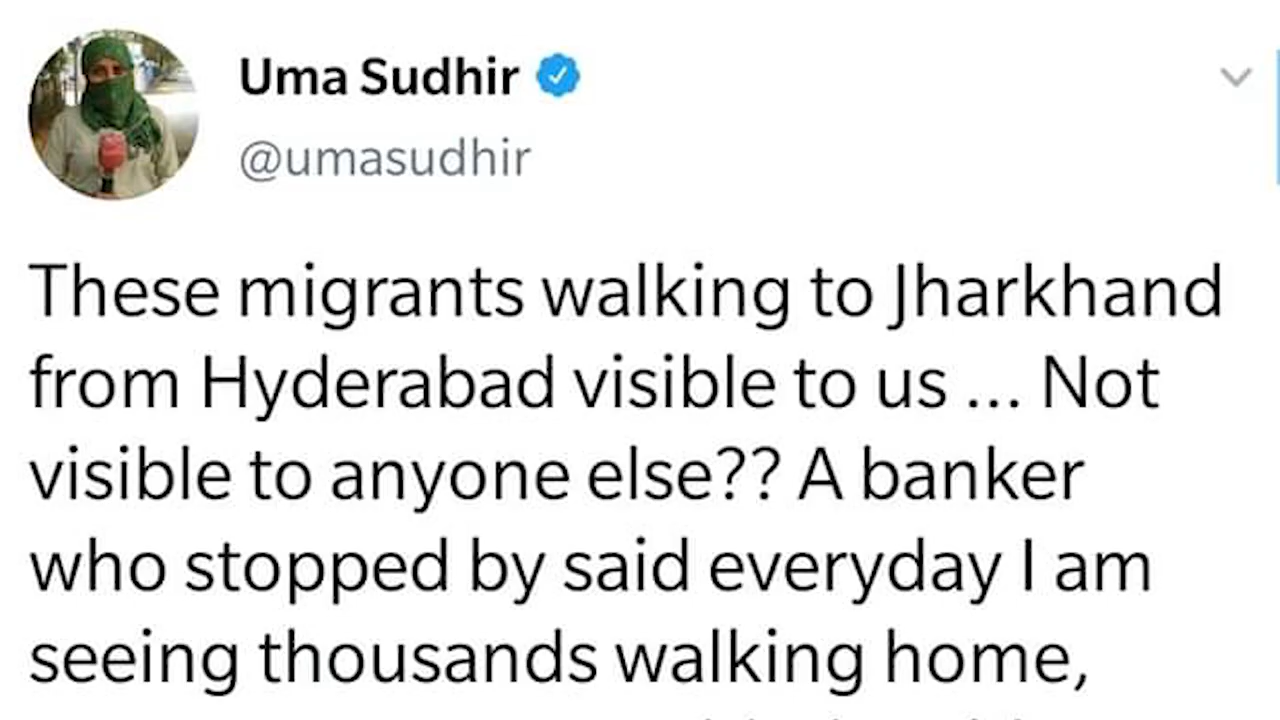 Uma Sudhir
@umasudhir
These migrants walking to Jharkhand
from Hyderabad visible to us ... Not
visible to anyone else?? A banker
who stopped by said everyday I am
seeing thousands walking home,